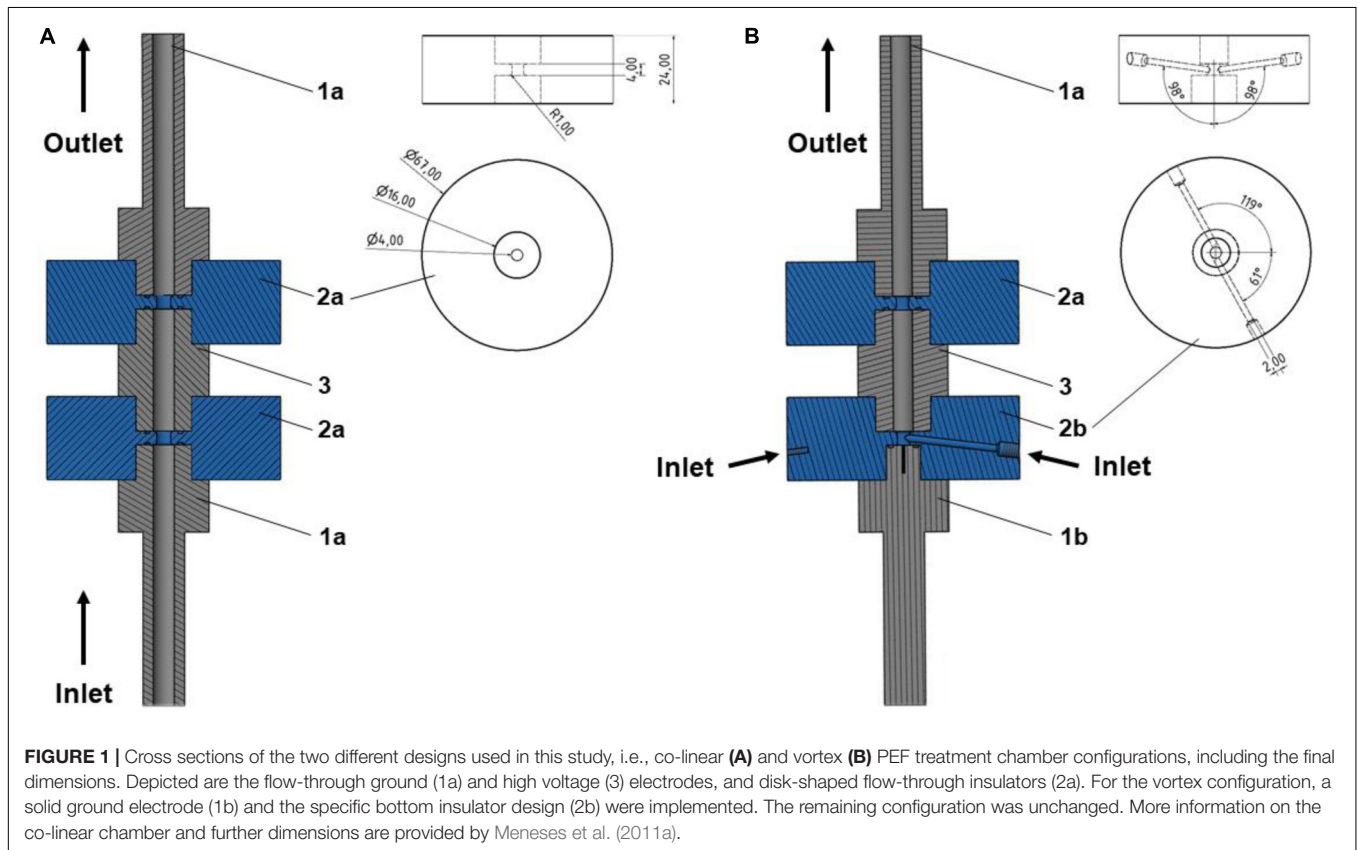 A
Outlet
1a
2a
3
2a
1a
Inlet
4,00
24,00
R1,00
Ø67,00
Ø16,00
Ø4,00
B
Outlet
1a
2a
3
2b
Inlet
Inlet
1b
98°
98°
119°
61°
2,00
FIGURE 1 | Cross sections of the two different designs used in this study, i.e., co-linear (A) and vortex (B) PEF treatment chamber configurations, including the final
dimensions. Depicted are the flow-through ground (1a) and high voltage (3) electrodes, and disk-shaped flow-through insulators (2a). For the vortex configuration, a
solid ground electrode (1b) and the specific bottom insulator design (2b) were implemented. The remaining configuration was unchanged. More information on the
co-linear chamber and further dimensions are provided by Meneses et al. (2011a).